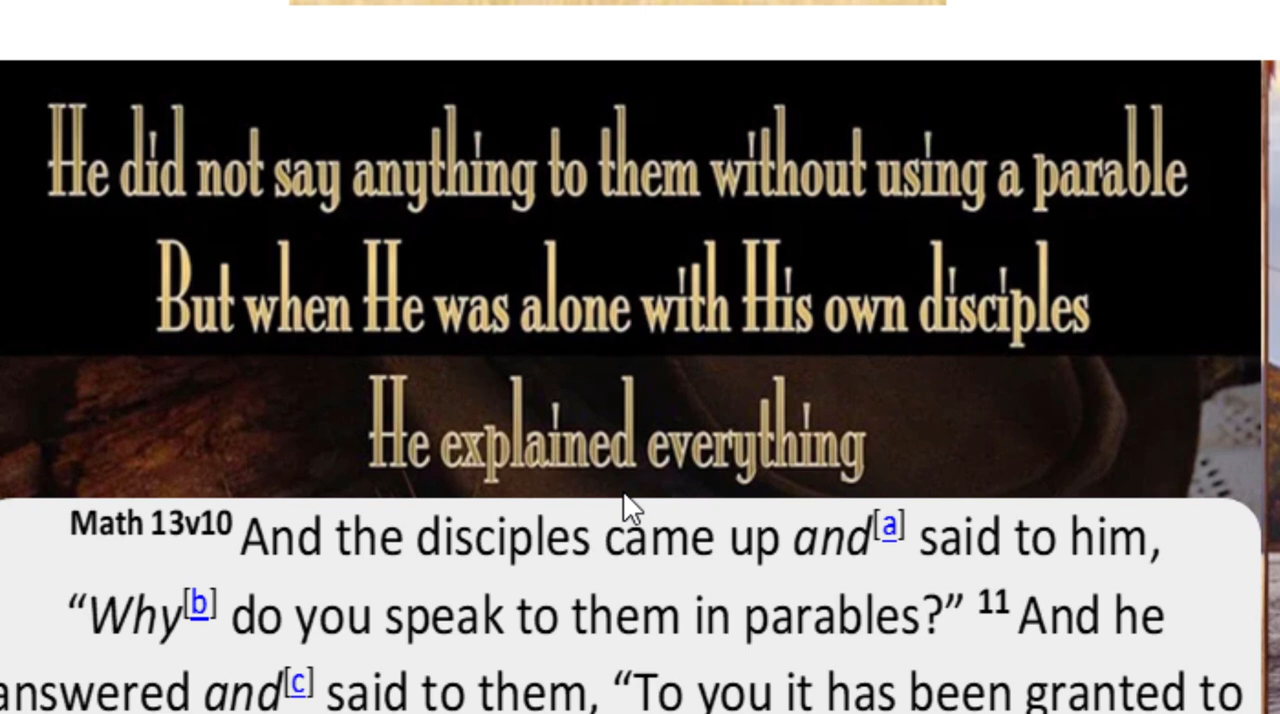 He did not say anything to them without using a parable
But when He was alone with His own disciples
He explained everything
Math 13v10 And the disciples came up and[a] said to him,
“Why[b] do you speak to them in parables?” 11 And he
answered and[c] said to them, “To you it has been granted to